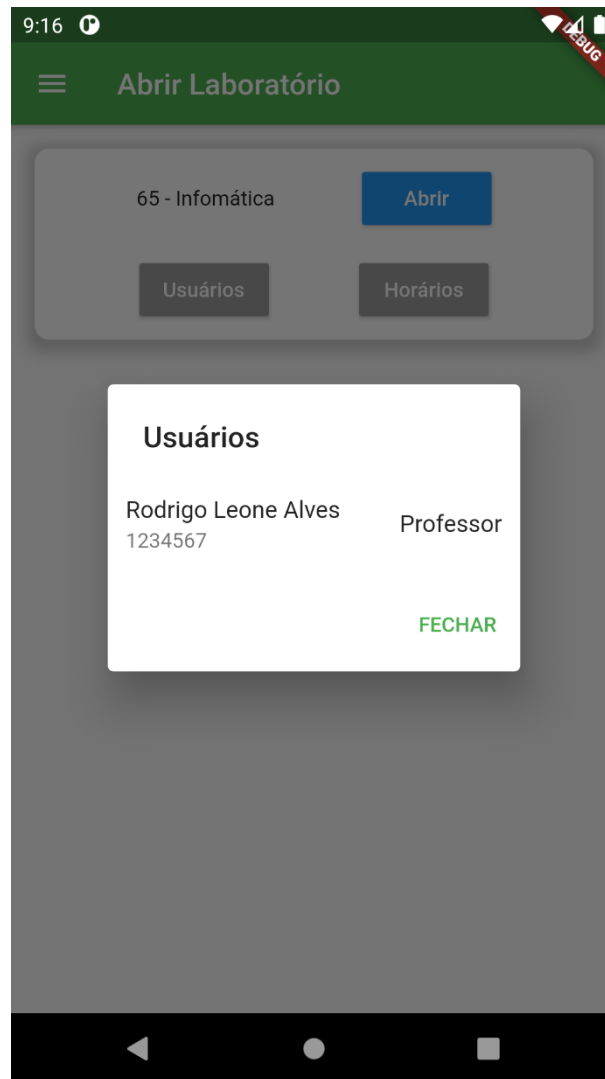 9:16
DEBUG
Abrir Laboratório
65 - Infomática
Abrir
Usuários
Horários
Usuários
Rodrigo Leone Alves
1234567
Professor
FECHAR